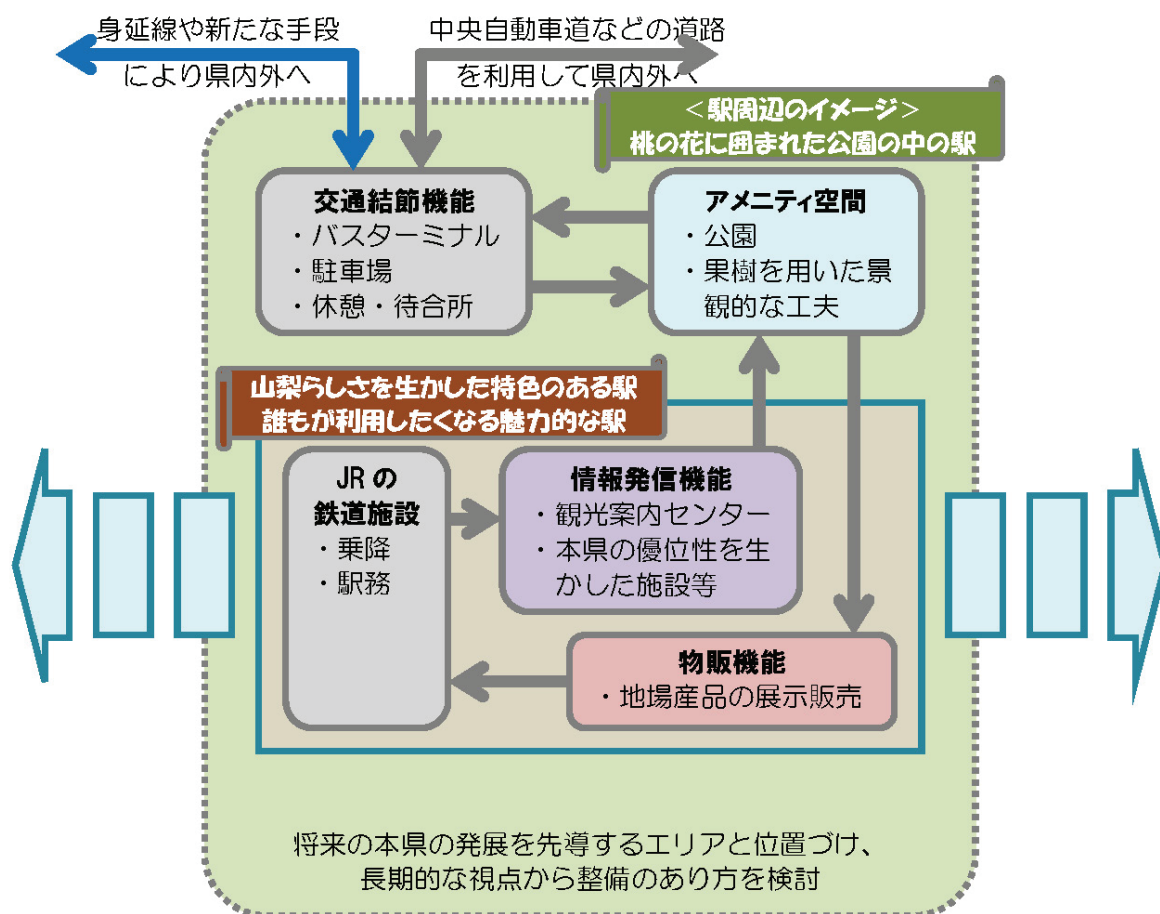 身延線や新たな手段
により県内外へ
中央自動車道などの道路
を利用して県内外へ
＜駅周辺のイメージ＞
桃の花に囲まれた公園の中の駅
交通結節機能
・バスターミナル
・駐車場
・休憩・待合所
アメニティ空間
・公園
・果樹を用いた景
観的な工夫
山梨らしさを生かした特色のある駅
誰もが利用したくなる魅力的な駅
JRの
鉄道施設
・乗降
・駅務
情報発信機能
・観光案内センター
・本県の優位性を生
かした施設等
物販機能
・地場産品の展示販売
将来の本県の発展を先導するエリアと位置づけ、
長期的な視点から整備のあり方を検討